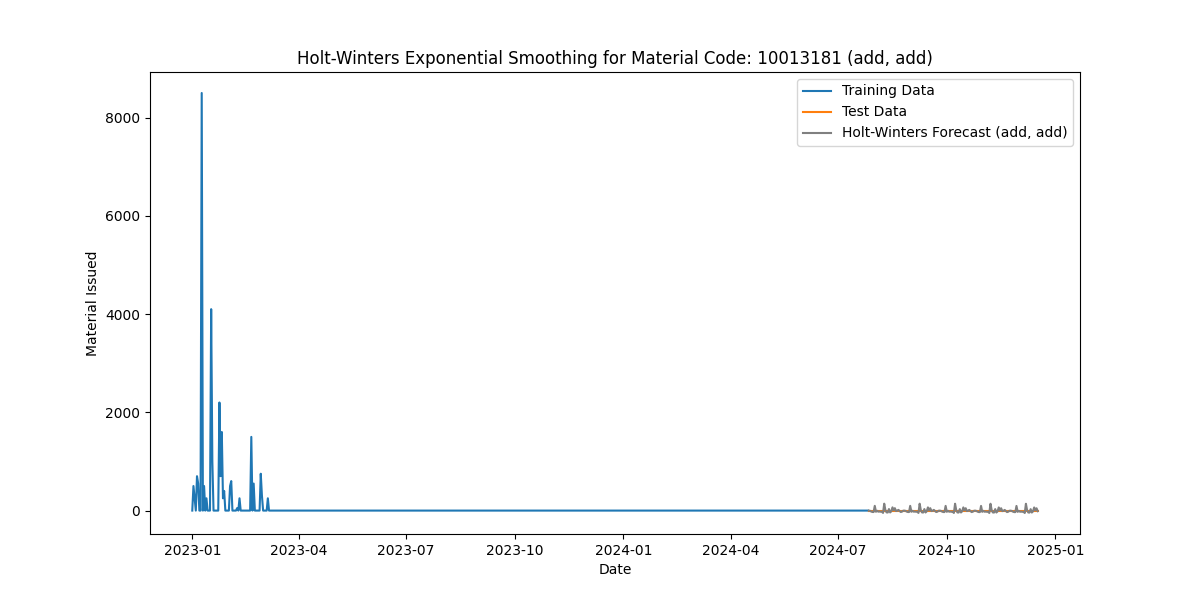 Holt-Winters Exponential Smoothing for Material Code: 10013181 (add, add)
Training Data
Test Data
Holt-Winters Forecast (add, add)
8000
6000
4000
2000
0
Material Issued
2023-01 2023-04 2023-07 2023-10 2024-01 2024-04 2024-07 2024-10 2025-01
Date